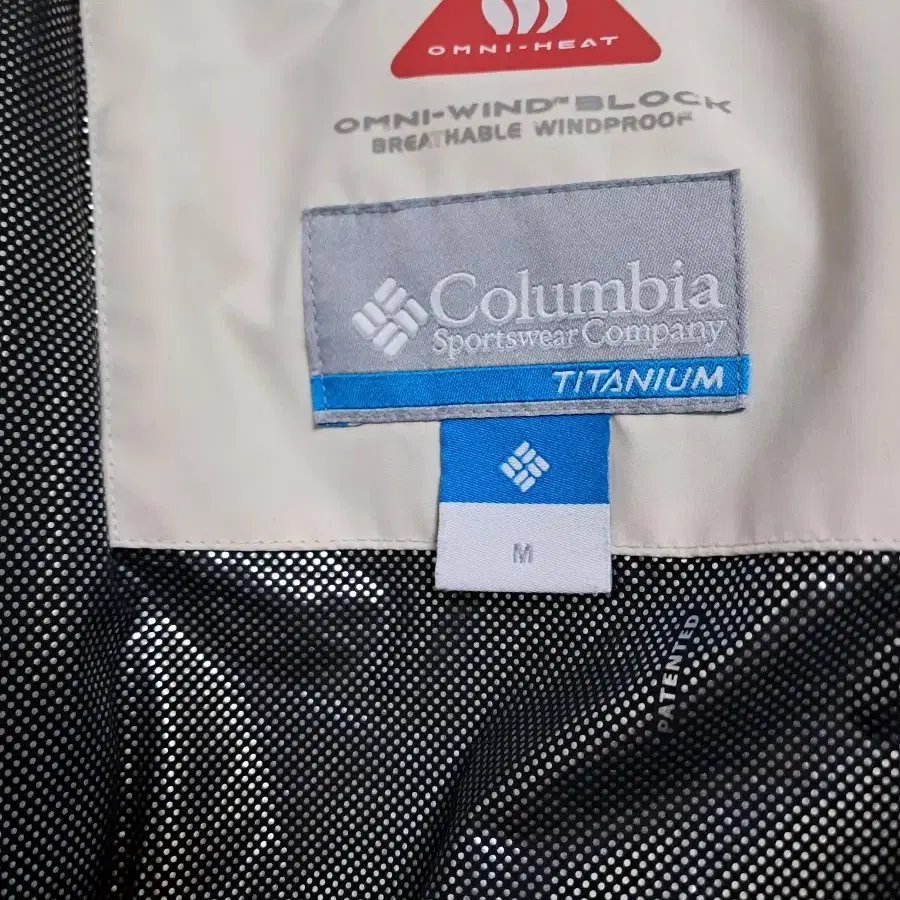 OMNI-HEAT
OMNI-WIND™ BLOCK
BREATHABLE WINDPROOF
Columbia
Sportswear Company
TITANIUM
M
PATENTED